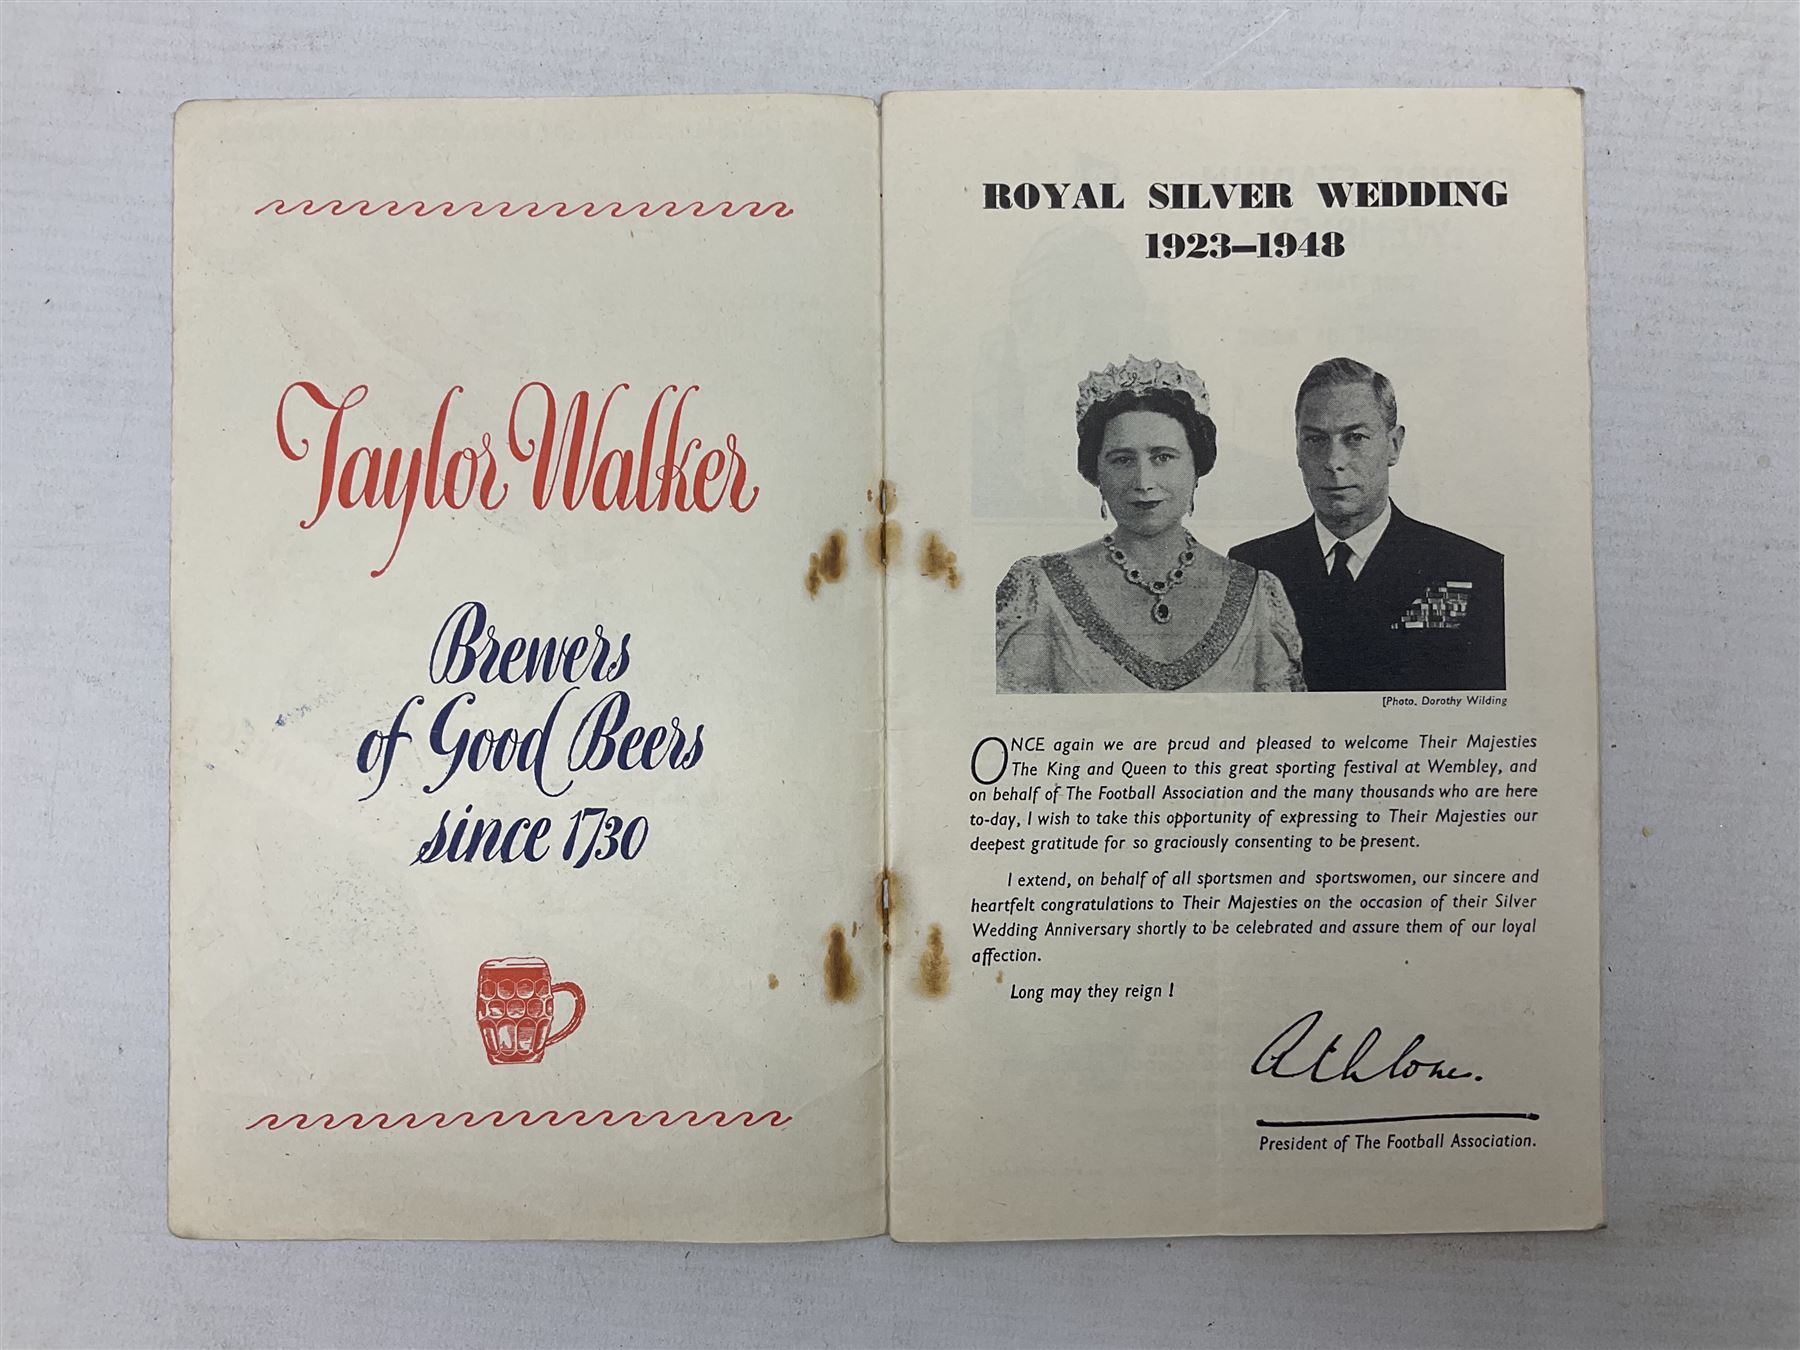 Taylor Walker
Brewers
of Good Beers
since 1730
ROYAL SILVER WEDDING
1923—1948
[Photo. Dorothy Wilding
ONCE again we are prcud and pleased to welcome Their Majesties
The King and Queen to this great sporting festival at Wembley, and
on behalf of The Football Association and the many thousands who are here
to-day, I wish to take this opportunity of expressing to Their Majesties our
deepest gratitude for so graciously consenting to be present.
I extend, on behalf of all sportsmen and sportswomen, our sincere and
heartfelt congratulations to Their Majesties on the occasion of their Silver
Wedding Anniversary shortly to be celebrated and assure them of our loyal
affection.
Long may they reign !
Athlone.
President of The Football Association.